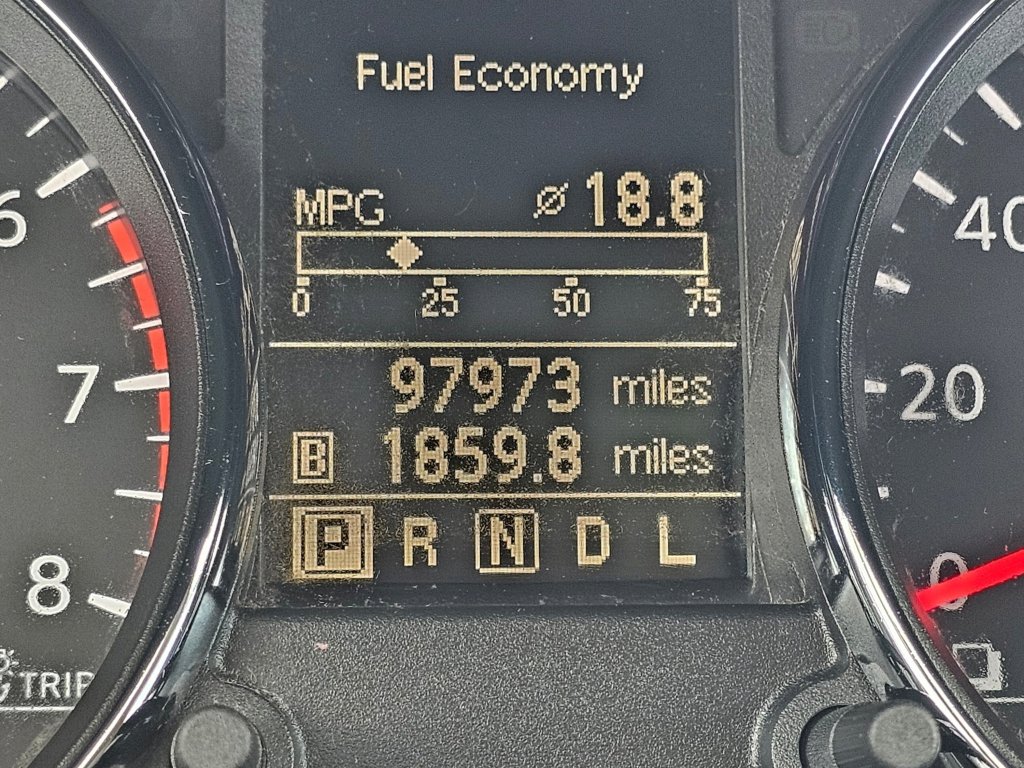 Fuel Economy
MPG ⌀ 18.8
0 25 50 75
97973 miles
B 1859.8 miles
P R N D L
6
7
8
TRIP
40
20
0